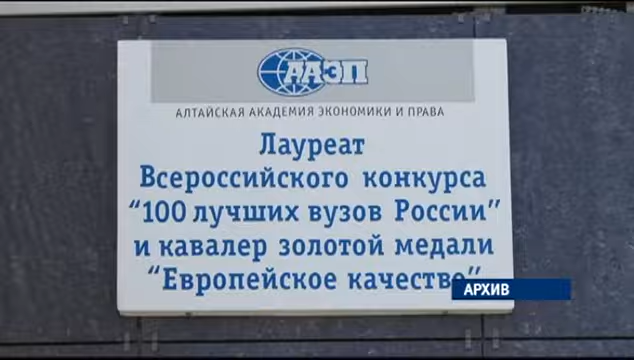 ААЭП
АЛТАЙСКАЯ АКАДЕМИЯ ЭКОНОМИКИ И ПРАВА
Лауреат
Всероссийского конкурса
“100 лучших вузов России”
и кавалер золотой медали
“Европейское качество”
АРХИВ